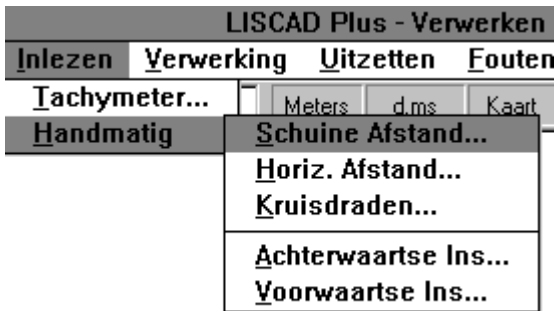 LISCAD Plus - Verwerken
Inlezen Verwerking Uitzetten Fouten
Tachymeter... Meters d.ms Kaart
Handmatig Schuine Afstand...
Horiz. Afstand...
Kruisdraden...
Achterwaartse Ins...
Voorwaartse Ins...